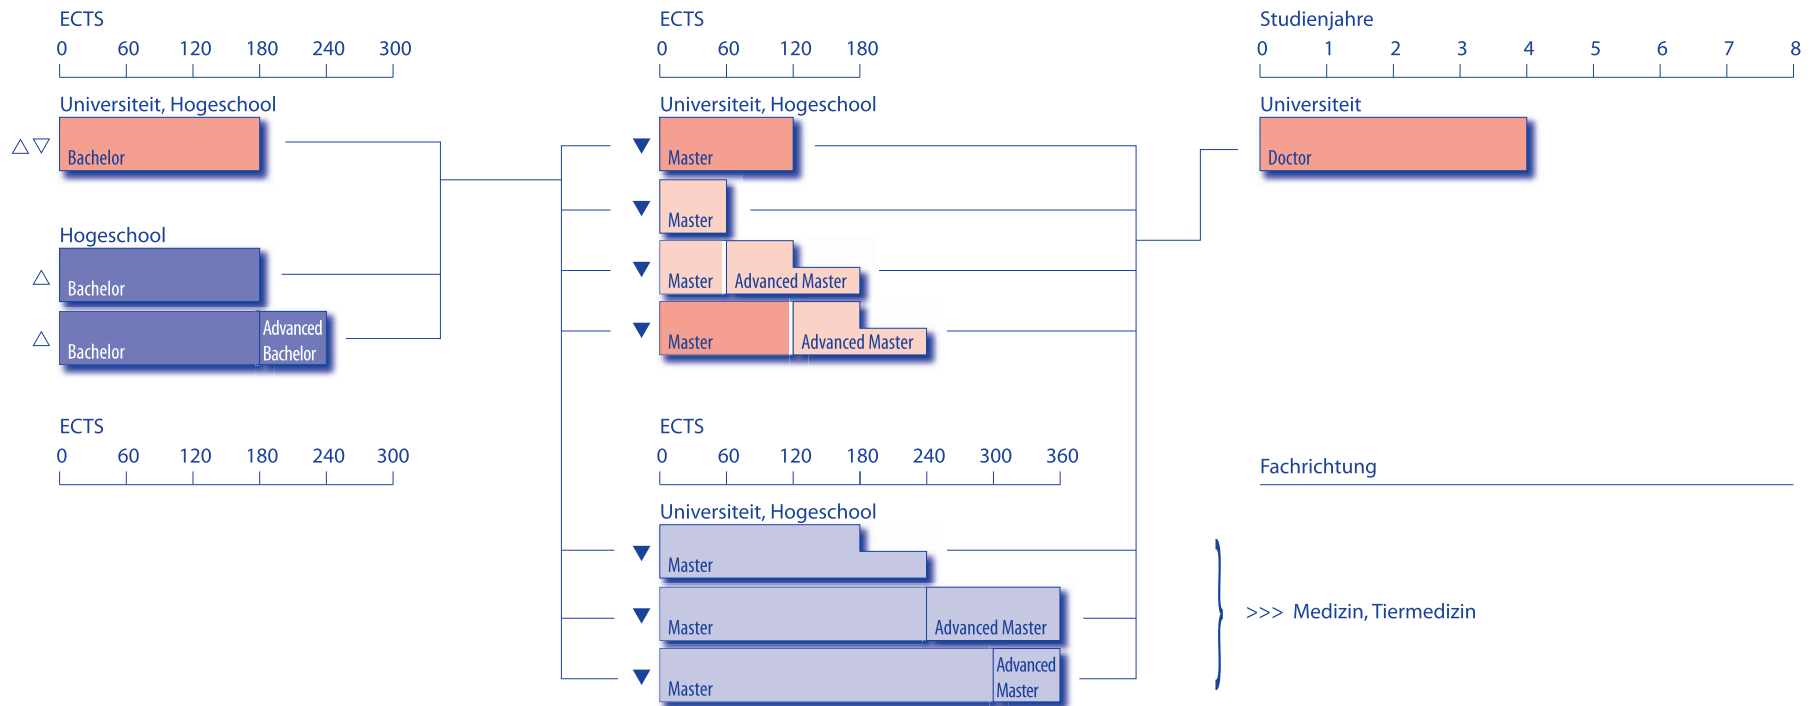 ECTS
0 60 120 180 240 300
Universiteit, Hogeschool
Bachelor
Hogeschool
Bachelor
Bachelor
Advanced
Bachelor
ECTS
0 60 120 180 240 300
ECTS
0 60 120 180
Universiteit, Hogeschool
Master
Master
Master
Advanced Master
Master
Advanced Master
ECTS
0 60 120 180 240 300 360
Universiteit, Hogeschool
Master
Master
Advanced Master
Master
Advanced
Master
Studienjahre
0 1 2 3 4 5 6 7 8
Universiteit
Doctor
Fachrichtung
>>> Medizin, Tiermedizin